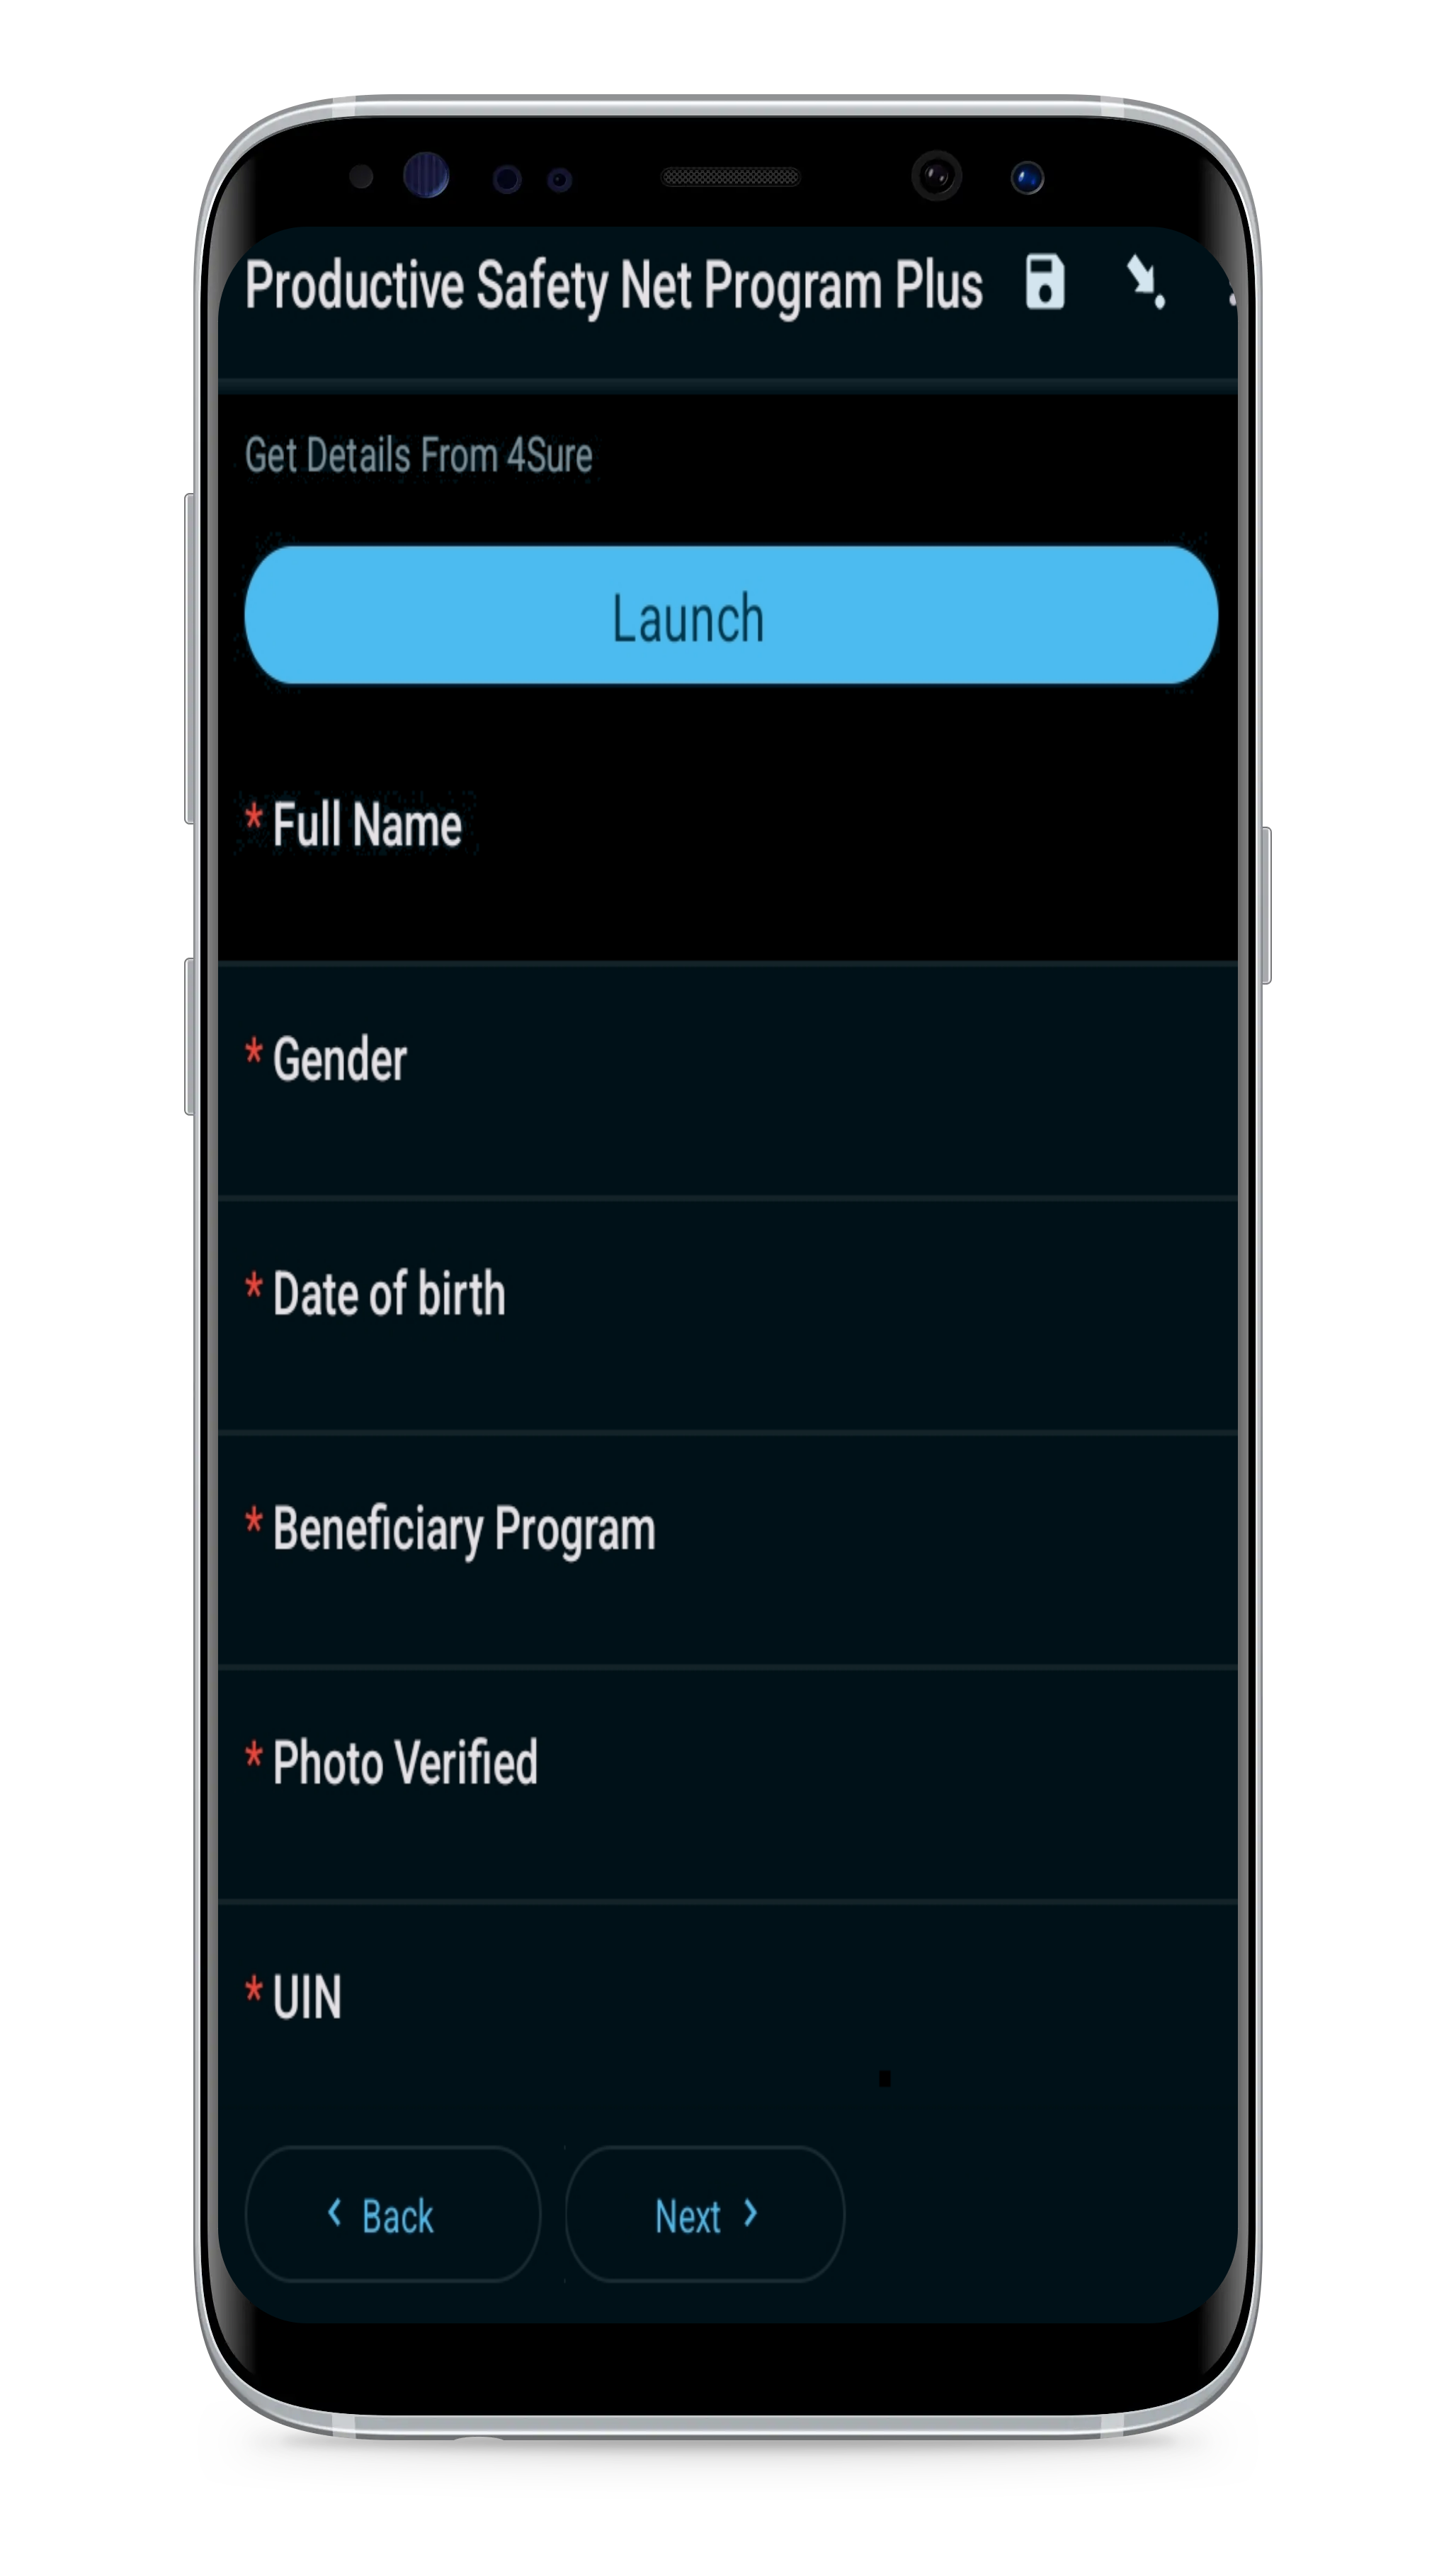 Productive Safety Net Program Plus
Get Details From 4Sure
Launch
* Full Name
* Gender
* Date of birth
* Beneficiary Program
* Photo Verified
* UIN
Back
Next